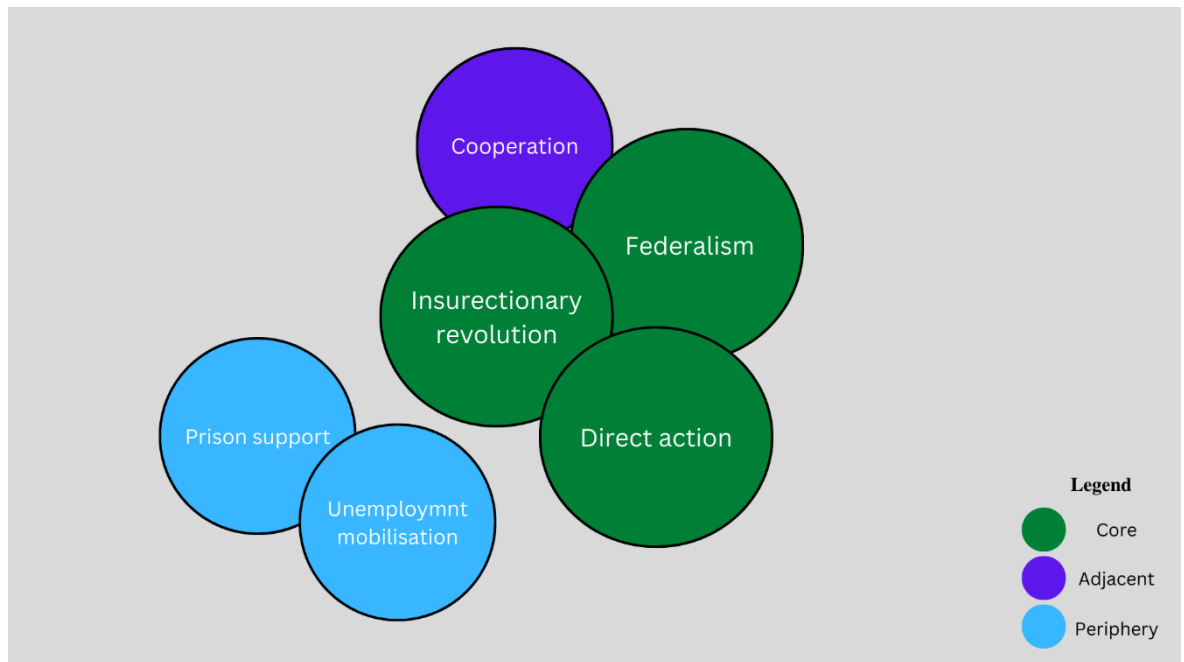 Cooperation
Federalism
Insurectionary
revolution
Direct action
Prison support
Unemploymnt
mobilisation
Legend
Core
Adjacent
Periphery